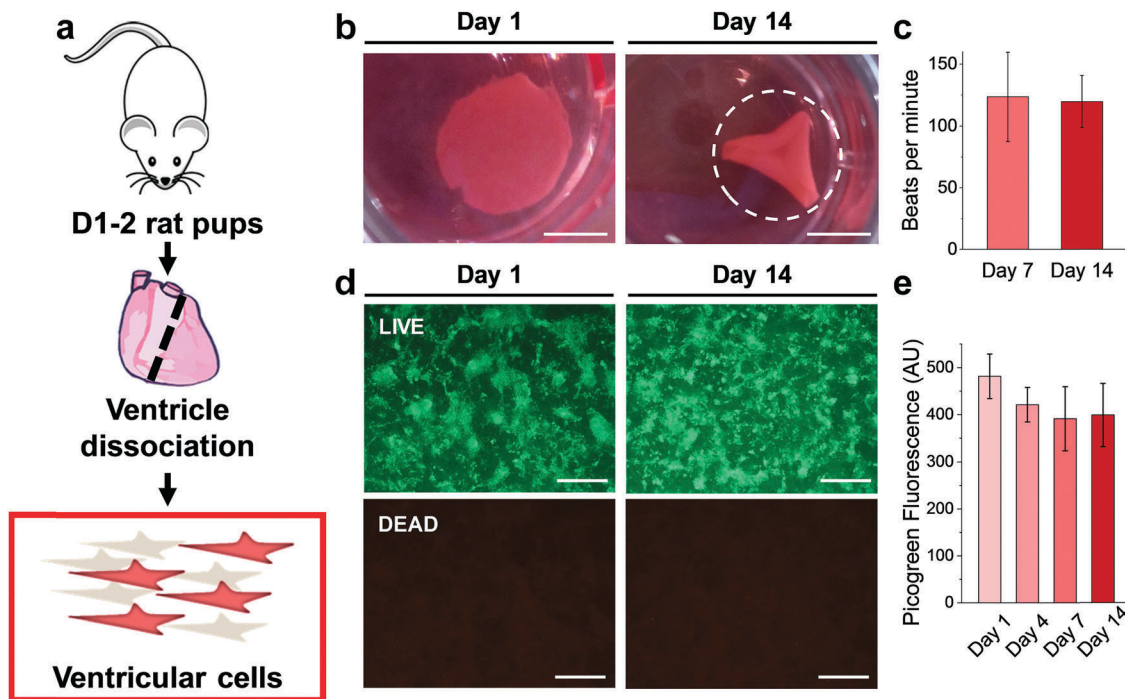 a
D1-2 rat pups
Ventricle
dissociation
Ventricular cells
b
Day 1
Day 14
c
Beats per minute
150
100
50
0
Day 7
Day 14
d
Day 1
Day 14
LIVE
DEAD
e
Picogreen Fluorescence (AU)
500
400
300
400
300
200
100
0
Day 1
Day 4
Day 7
Day 14